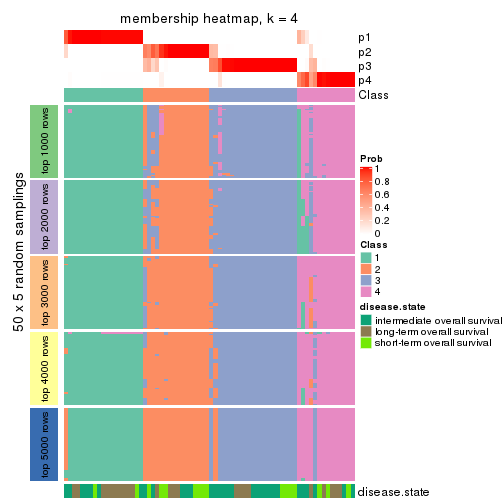 membership heatmap, k = 4
p1
p2
p3
p4
Class
50 x 5 random samplings
top 1000 rows
top 2000 rows
top 3000 rows
top 4000 rows
top 5000 rows
Prob
1
0.8
0.6
0.4
0.2
0
Class
1
2
3
4
disease.state
intermediate overall survival
long-term overall survival
short-term overall survival
disease.state